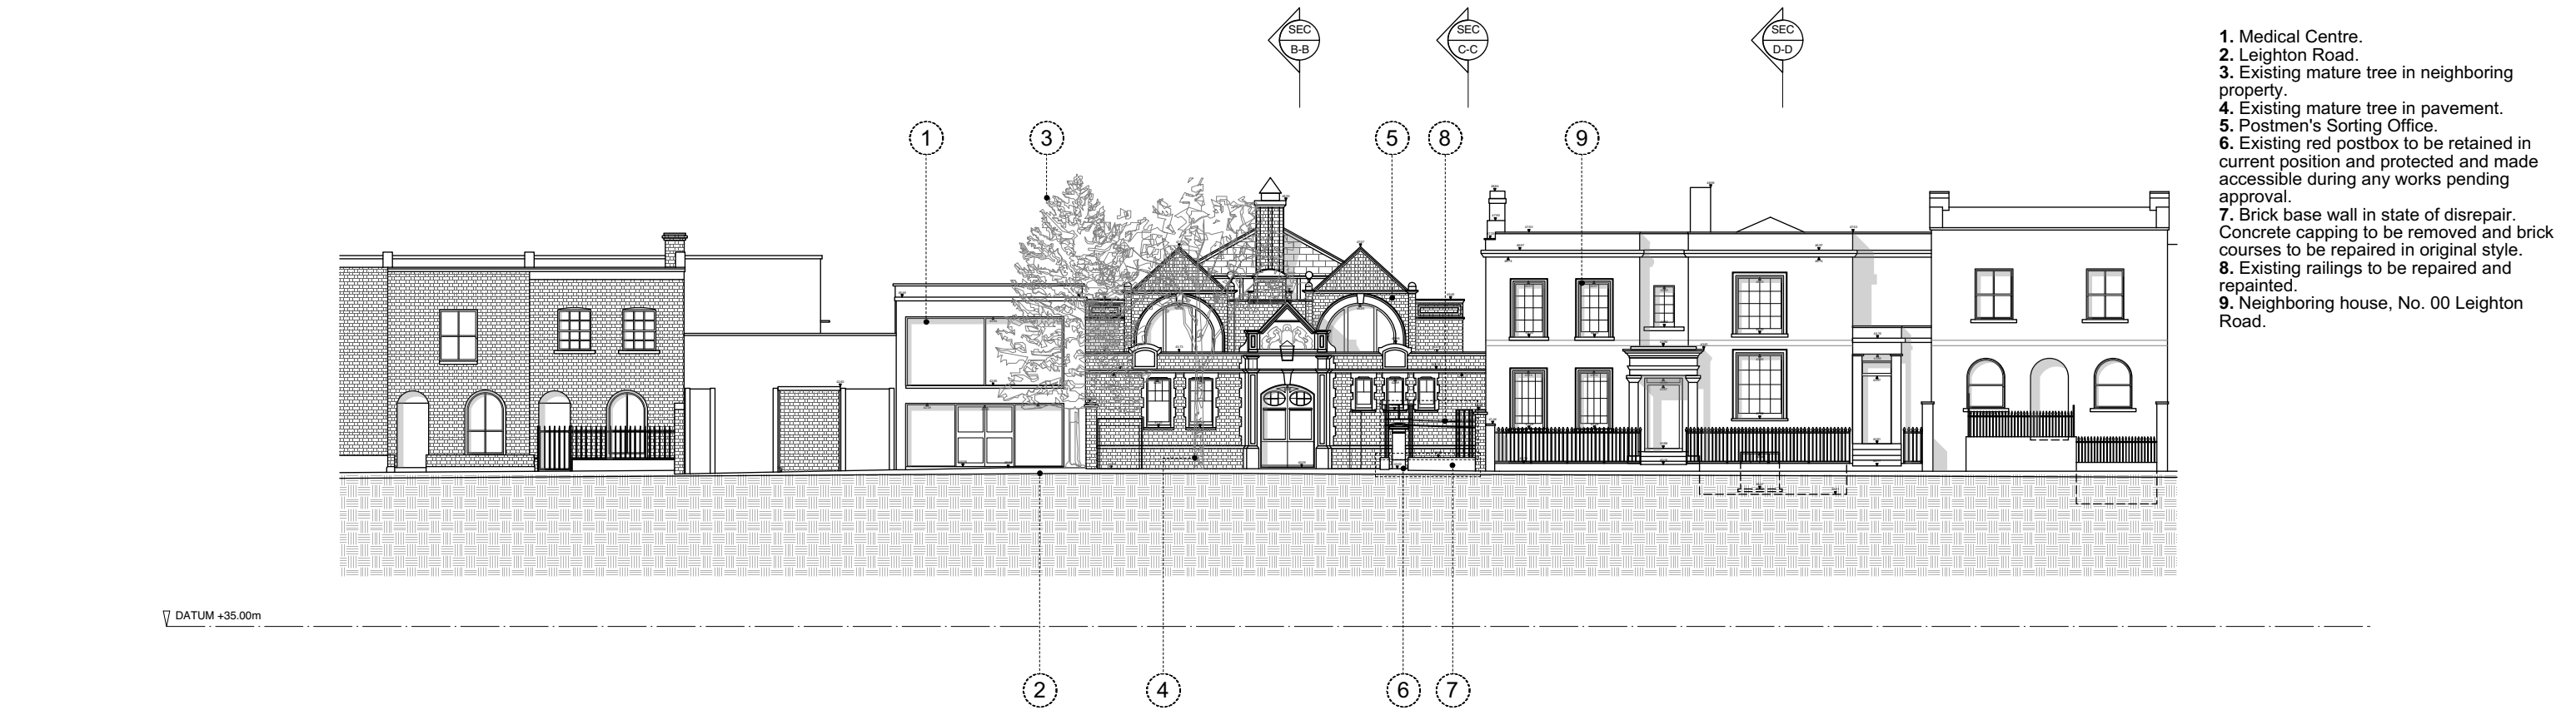 SEC
B-B
SEC
C-C
SEC
D-D
1. Medical Centre.
2. Leighton Road.
3. Existing mature tree in neighboring
property.
4. Existing mature tree in pavement.
5. Postmen's Sorting Office.
6. Existing red postbox to be retained in
current position and protected and made
accessible during any works pending
approval.
7. Brick base wall in state of disrepair.
Concrete capping to be removed and brick
courses to be repaired in original style.
8. Existing railings to be repaired and
repainted.
9. Neighboring house, No. 00 Leighton
Road.
1
3
5
8
9
DATUM +35.00m
2
4
6
7